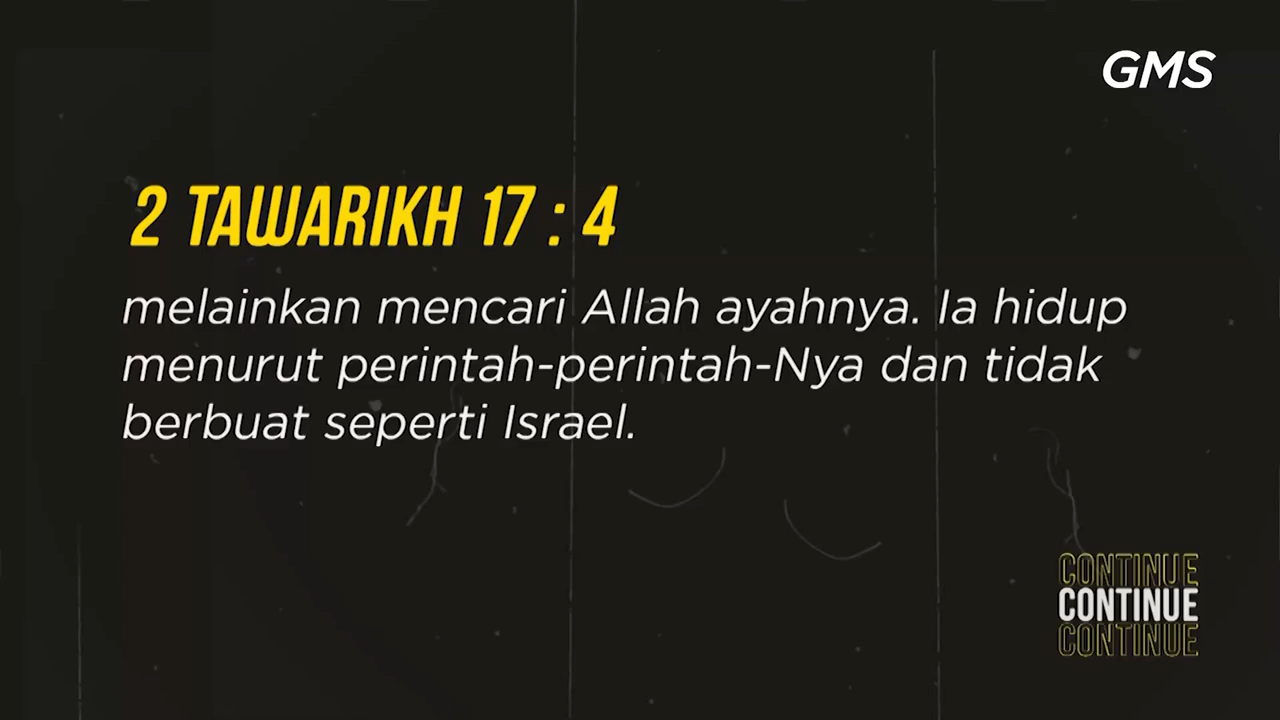 GMS
2 TAWARIKH 17 : 4
melainkan mencari Allah ayahnya. Ia hidup
menurut perintah-perintah-Nya dan tidak
berbuat seperti Israel.
CONTINUE
CONTINUE
CONTINUE